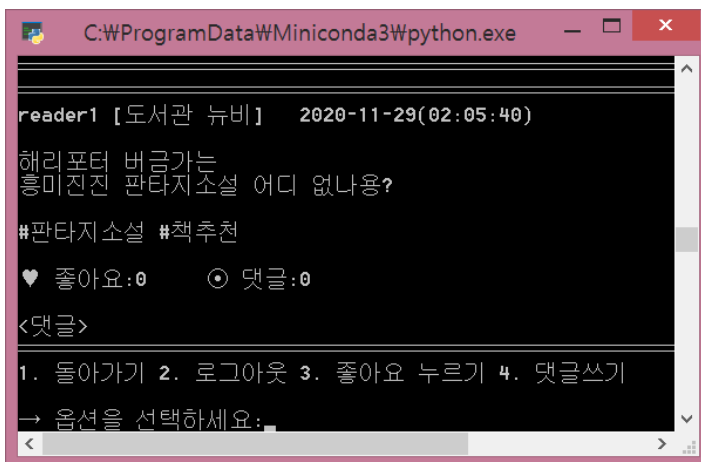 C:₩ProgramData₩Miniconda3₩python.exe
reader1 [도서관 뉴비] 2020-11-29(02:05:40)
해리포터 버금가는
흥미진진 판타지소설 어디 없나용?
#판타지소설 #책추천
♥ 좋아요:0 ⊙ 댓글:0
<댓글>
1. 돌아가기 2. 로그아웃 3. 좋아요 누르기 4. 댓글쓰기
→ 옵션을 선택하세요: